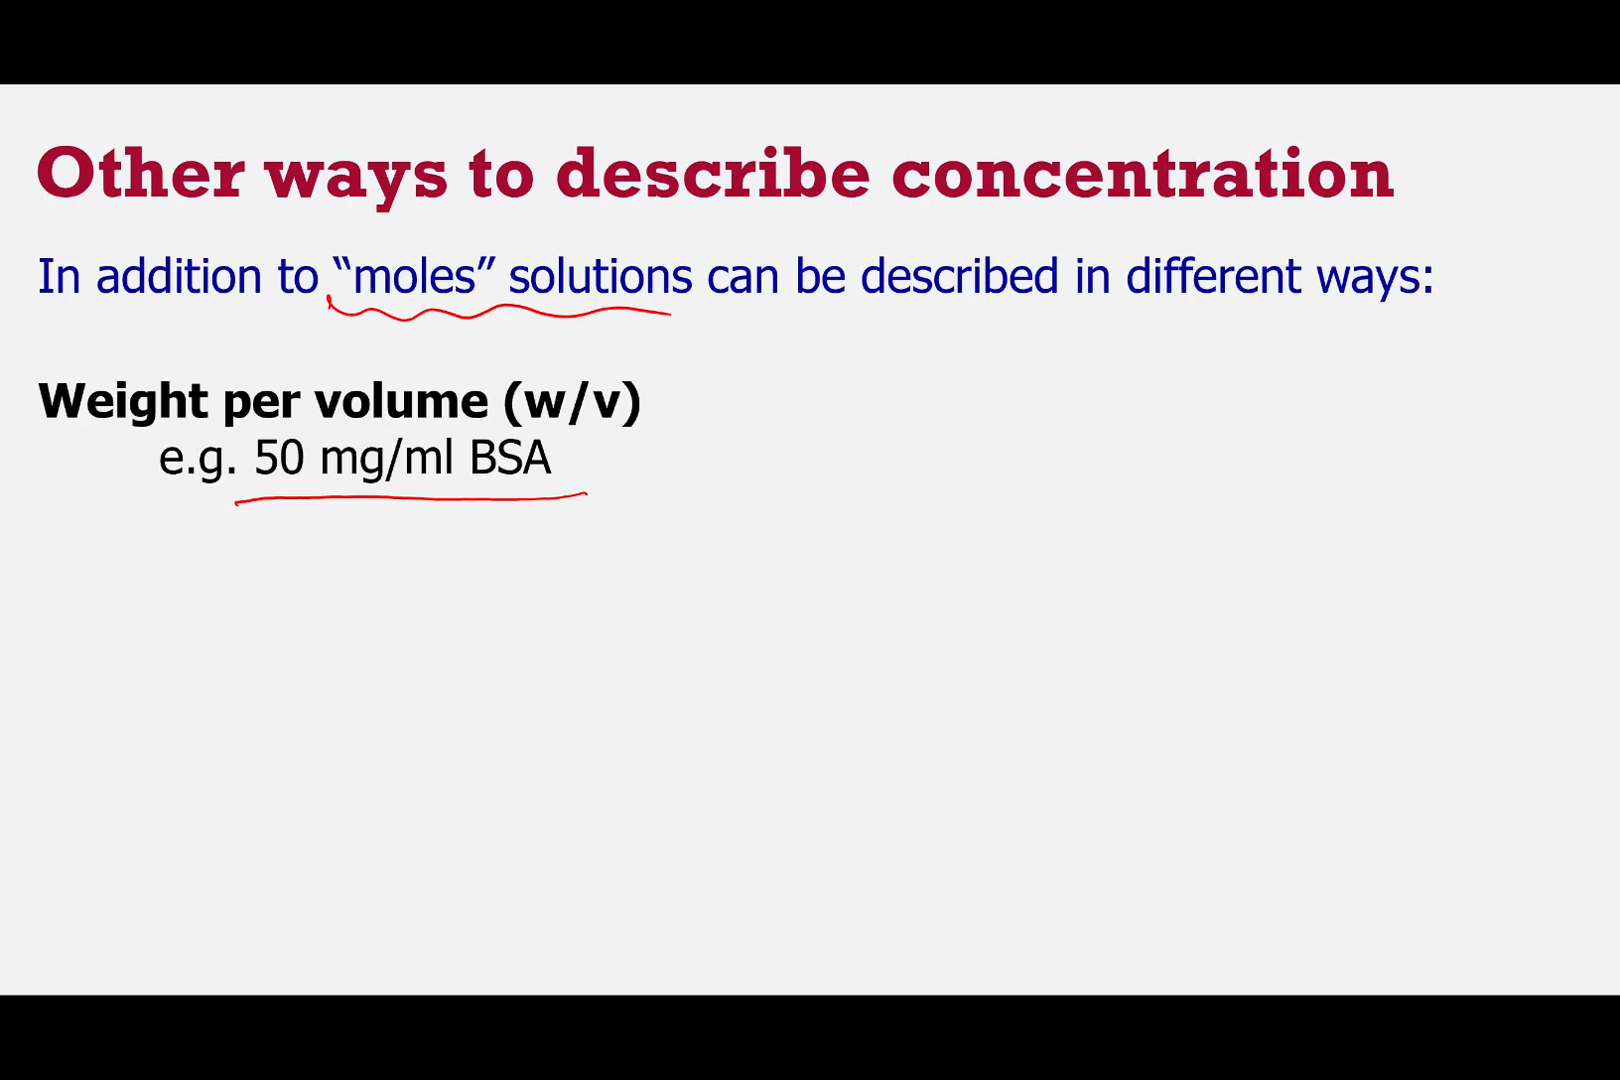 Other ways to describe concentration
In addition to “moles” solutions can be described in different ways:
Weight per volume (w/v)
e.g. 50 mg/ml BSA